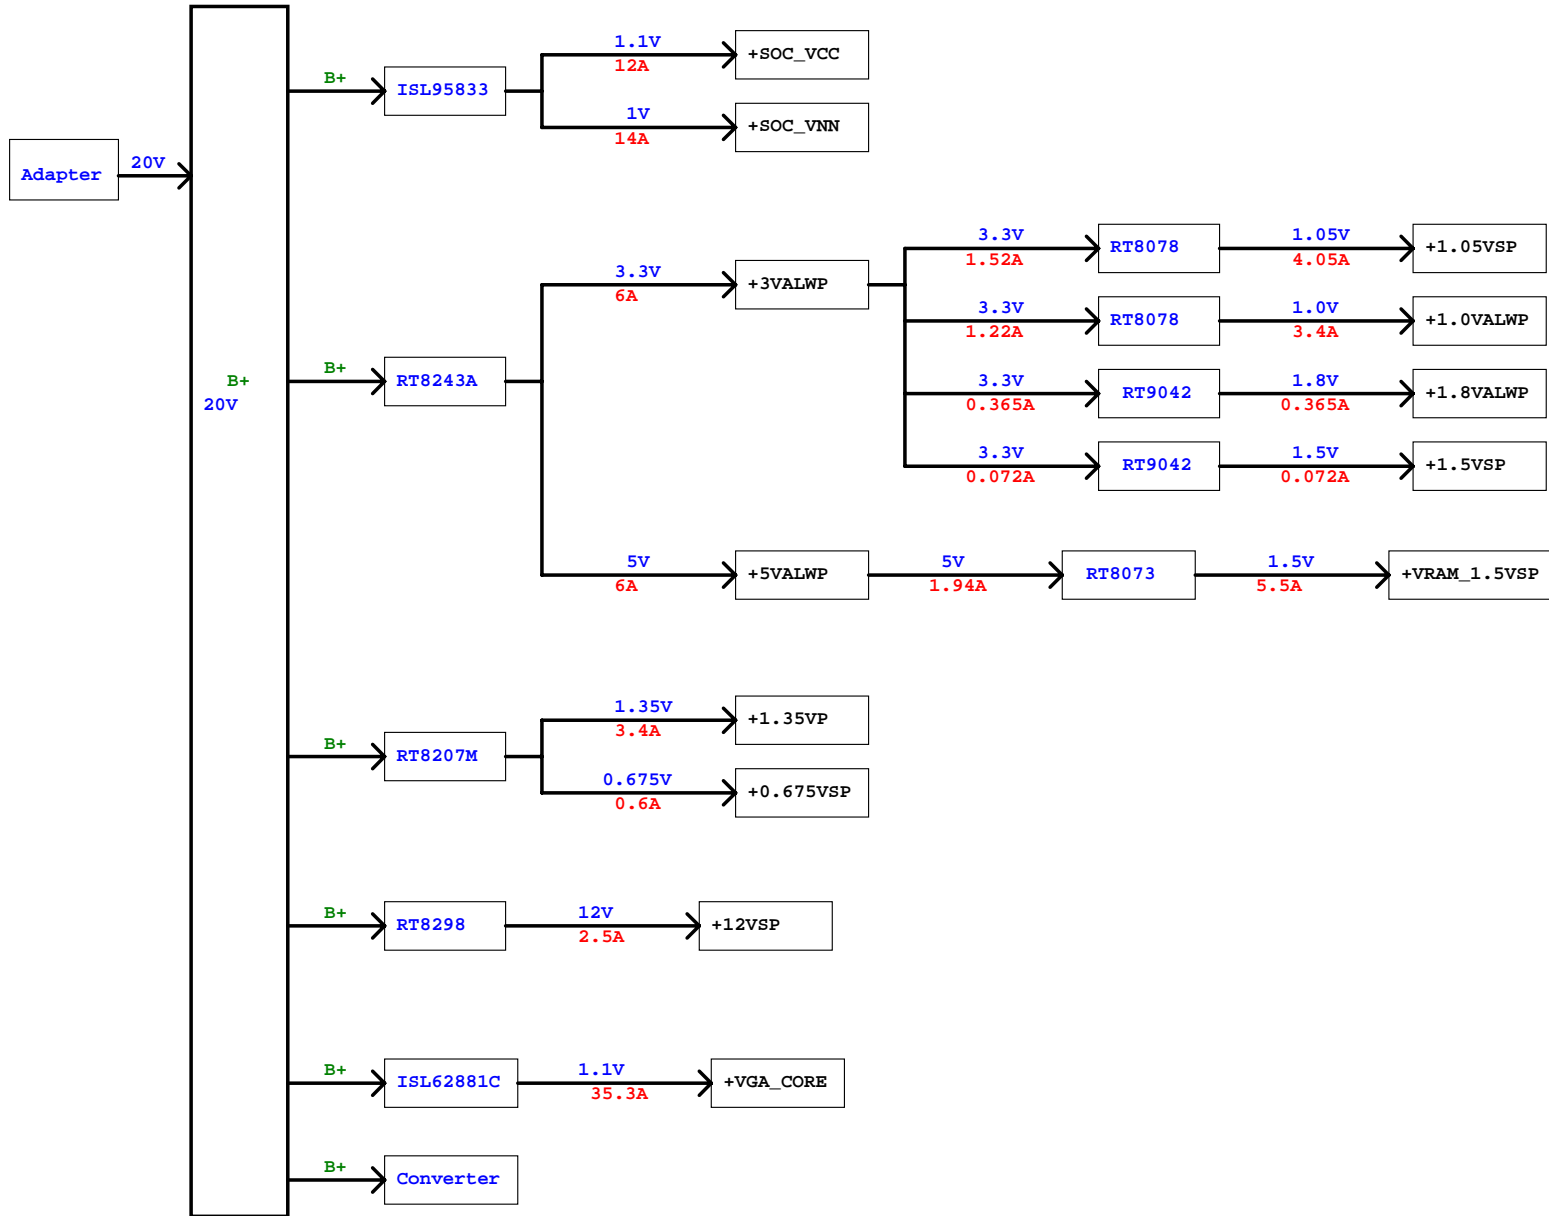 1.1V
+SOC_VCC
12A
B+
ISL95833
1V
+SOC_VNN
14A
20V
Adapter
3.3V
RT8078
1.05V
+1.05VSP
1.52A
4.05A
3.3V
+3VALWP
6A
3.3V
RT8078
1.0V
+1.0VALWP
1.22A
3.4A
B+
RT8243A
B+
20V
3.3V
RT9042
1.8V
+1.8VALWP
0.365A
0.365A
3.3V
RT9042
1.5V
+1.5VSP
0.072A
0.072A
5V
+5VALWP
6A
5V
RT8073
1.94A
1.5V
+VRAM_1.5VSP
5.5A
1.35V
+1.35VP
3.4A
B+
RT8207M
0.675V
+0.675VSP
0.6A
B+
RT8298
12V
+12VSP
2.5A
B+
ISL62881C
1.1V
+VGA_CORE
35.3A
B+
Converter